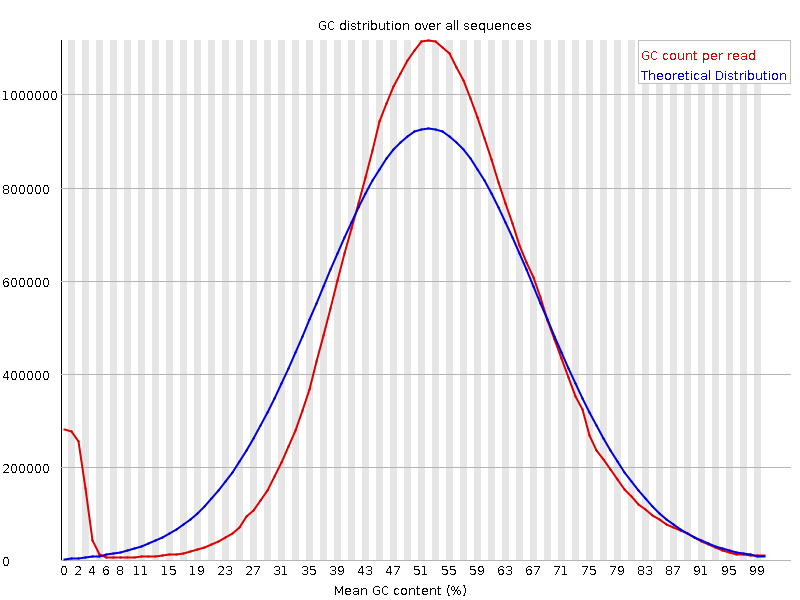 GC distribution over all sequences
GC count per read
Theoretical Distribution
1000000
800000
600000
400000
200000
0
0 2 4 6 8 11 15 19 23 27 31 35 39 43 47 51 55 59 63 67 71 75 79 83 87 91 95 99
Mean GC content (%)